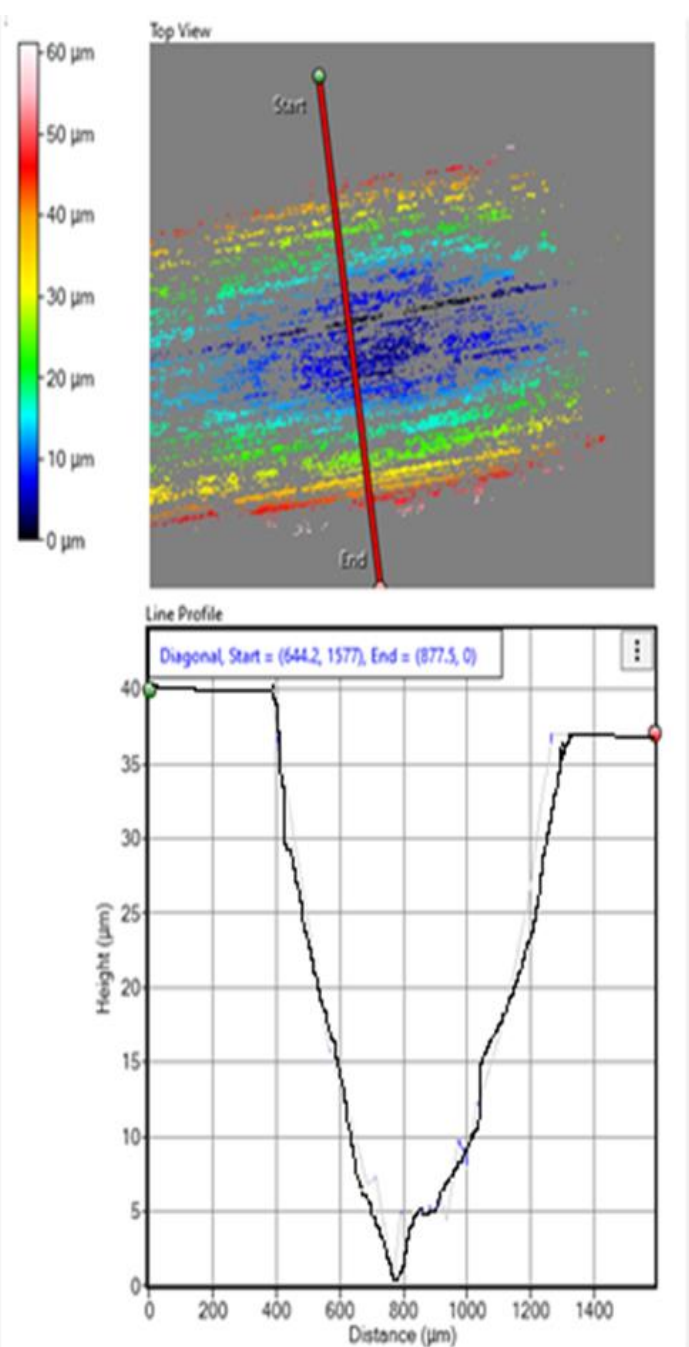 Top View
60 µm
50 µm
40 µm
30 µm
20 µm
10 µm
0 µm
Start
End
Line Profile
Diagonal, Start = (644.2, 1577), End = (877.5, 0)
40
35
30
25
20
15
10
5
0
Height (µm)
0 200 400 600 800 1000 1200 1400
Distance (µm)